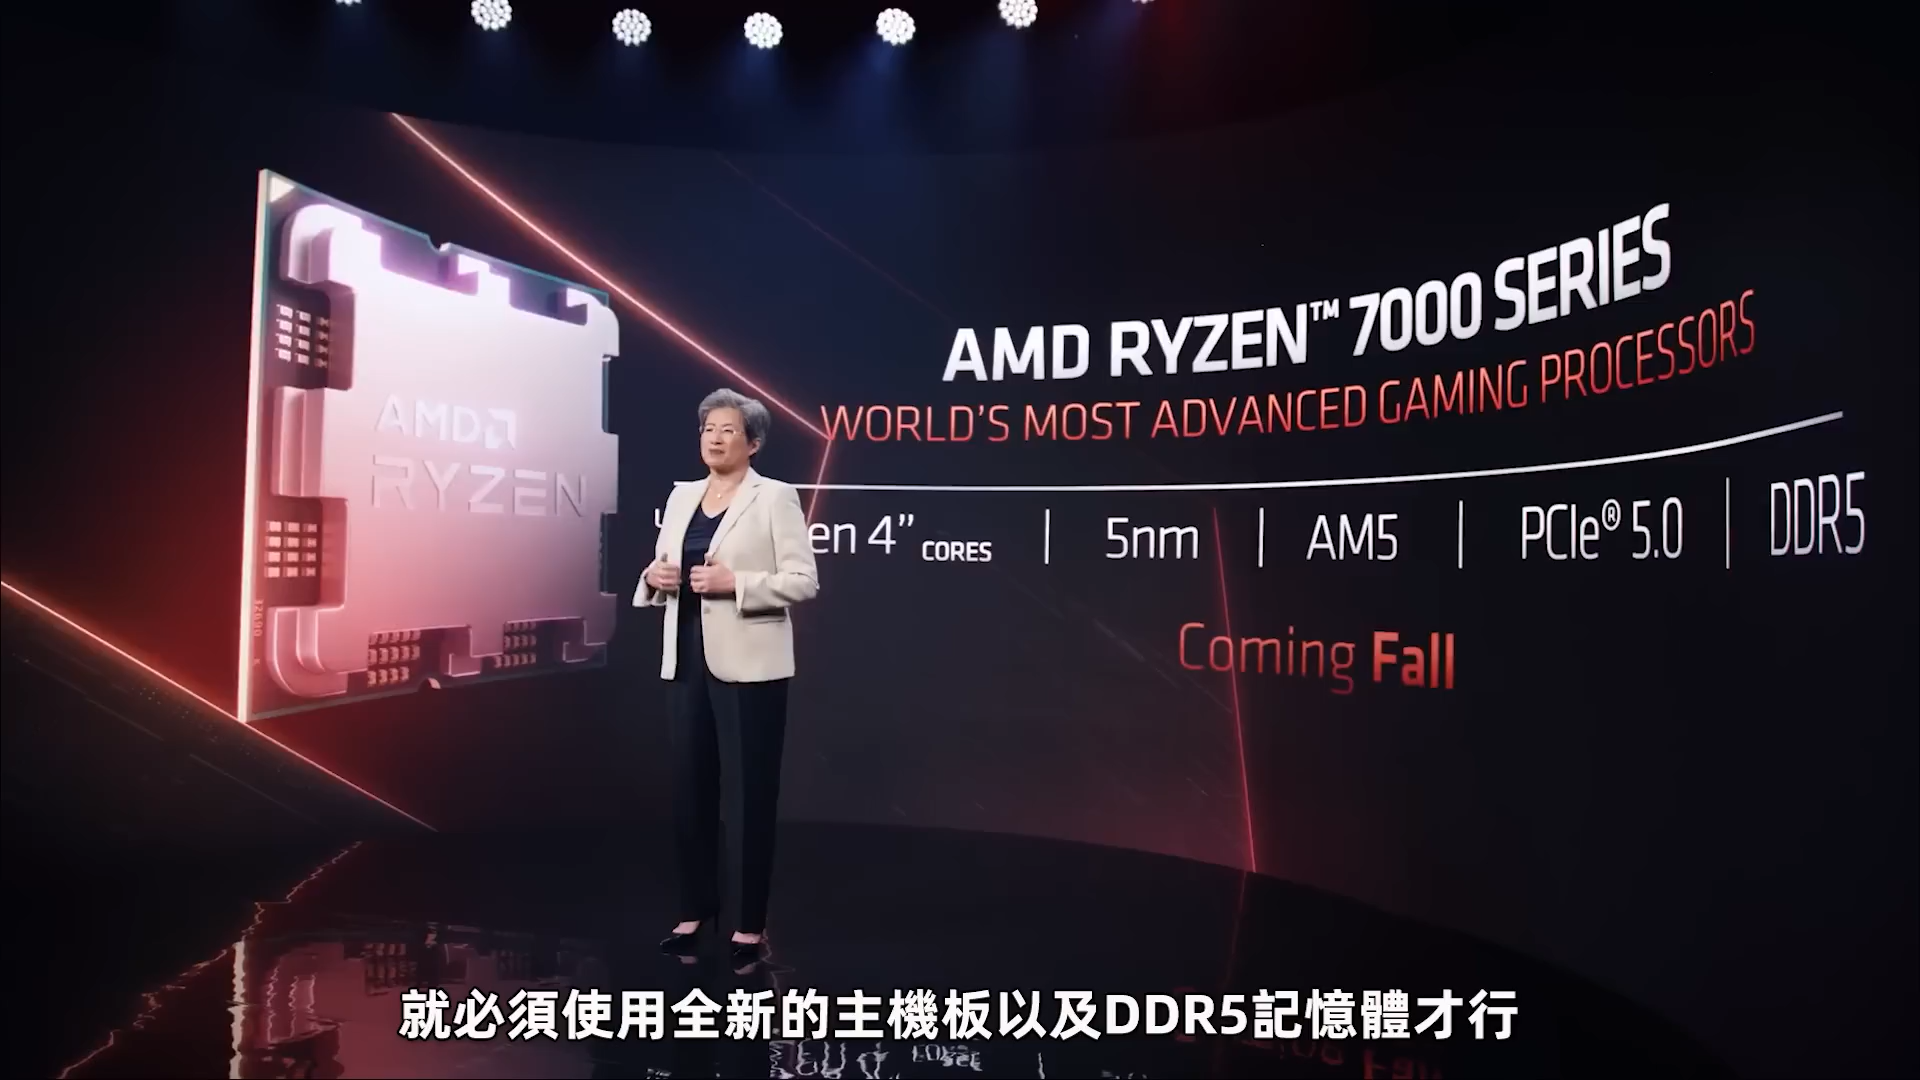 AMD RYZEN™ 7000 SERIES
WORLD'S MOST ADVANCED GAMING PROCESSORS
en 4” CORES | 5nm | AM5 | PCIe® 5.0 | DDR5
Coming Fall
AMD
RYZEN
就必須使用全新的主機板以及DDR5記憶體才行